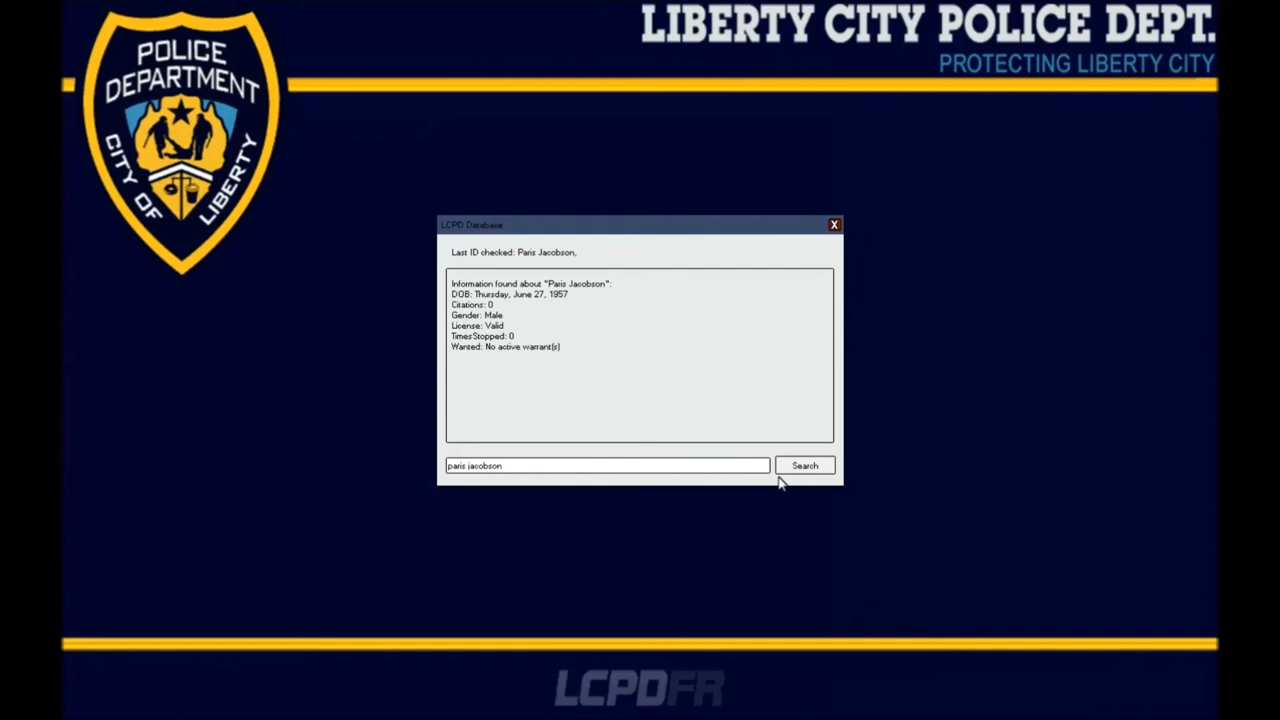 LIBERTY CITY POLICE DEPT.
PROTECTING LIBERTY CITY
POLICE
DEPARTMENT
CITY OF
LIBERTY
LCPD Database
X
Last ID checked: Paris Jacobson,
Information found about "Paris Jacobson":
DOB: Thursday, June 27, 1957
Citations: 0
Gender: Male
License: Valid
TimesStopped: 0
Wanted: No active warrant(s)
paris jacobson
Search
LCPDFR